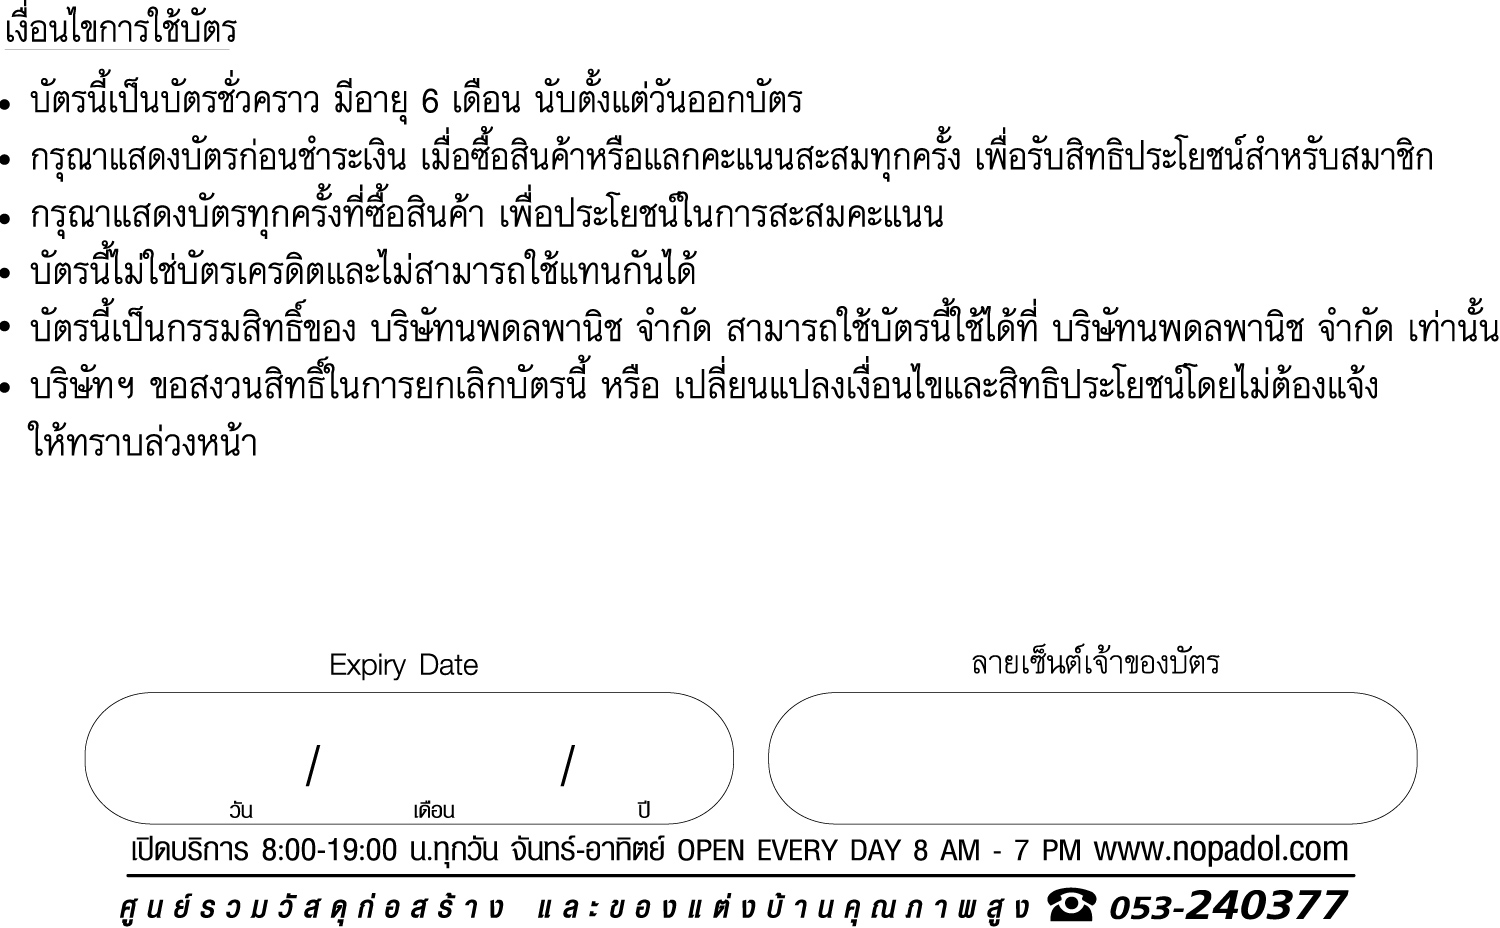 เงื่อนไขการใช้บัตร
• บัตรนี้เป็นบัตรชั่วคราว มีอายุ 6 เดือน นับตั้งแต่วันออกบัตร
• กรุณาแสดงบัตรก่อนชำระเงิน เมื่อซื้อสินค้าหรือแลกคะแนนสะสมทุกครั้ง เพื่อรับสิทธิประโยชน์สำหรับสมาชิก
• กรุณาแสดงบัตรทุกครั้งที่ซื้อสินค้า เพื่อประโยชน์ในการสะสมคะแนน
• บัตรนี้ไม่ใช่บัตรเครดิตและไม่สามารถใช้แทนกันได้
• บัตรนี้เป็นกรรมสิทธิ์ของ บริษัทนพดลพานิช จำกัด สามารถใช้บัตรนี้ใช้ได้ที่ บริษัทนพดลพานิช จำกัด เท่านั้น
• บริษัทฯ ขอสงวนสิทธิ์ในการยกเลิกบัตรนี้ หรือ เปลี่ยนแปลงเงื่อนไขและสิทธิประโยชน์โดยไม่ต้องแจ้ง
ให้ทราบล่วงหน้า
Expiry Date
/ /
วัน เดือน ปี
ลายเซ็นต์เจ้าของบัตร
เปิดบริการ 8:00-19:00 น.ทุกวัน จันทร์-อาทิตย์ OPEN EVERY DAY 8 AM - 7 PM www.nopadol.com
ศูนย์รวมวัสดุก่อสร้าง และของแต่งบ้านคุณภาพสูง ☎ 053-240377